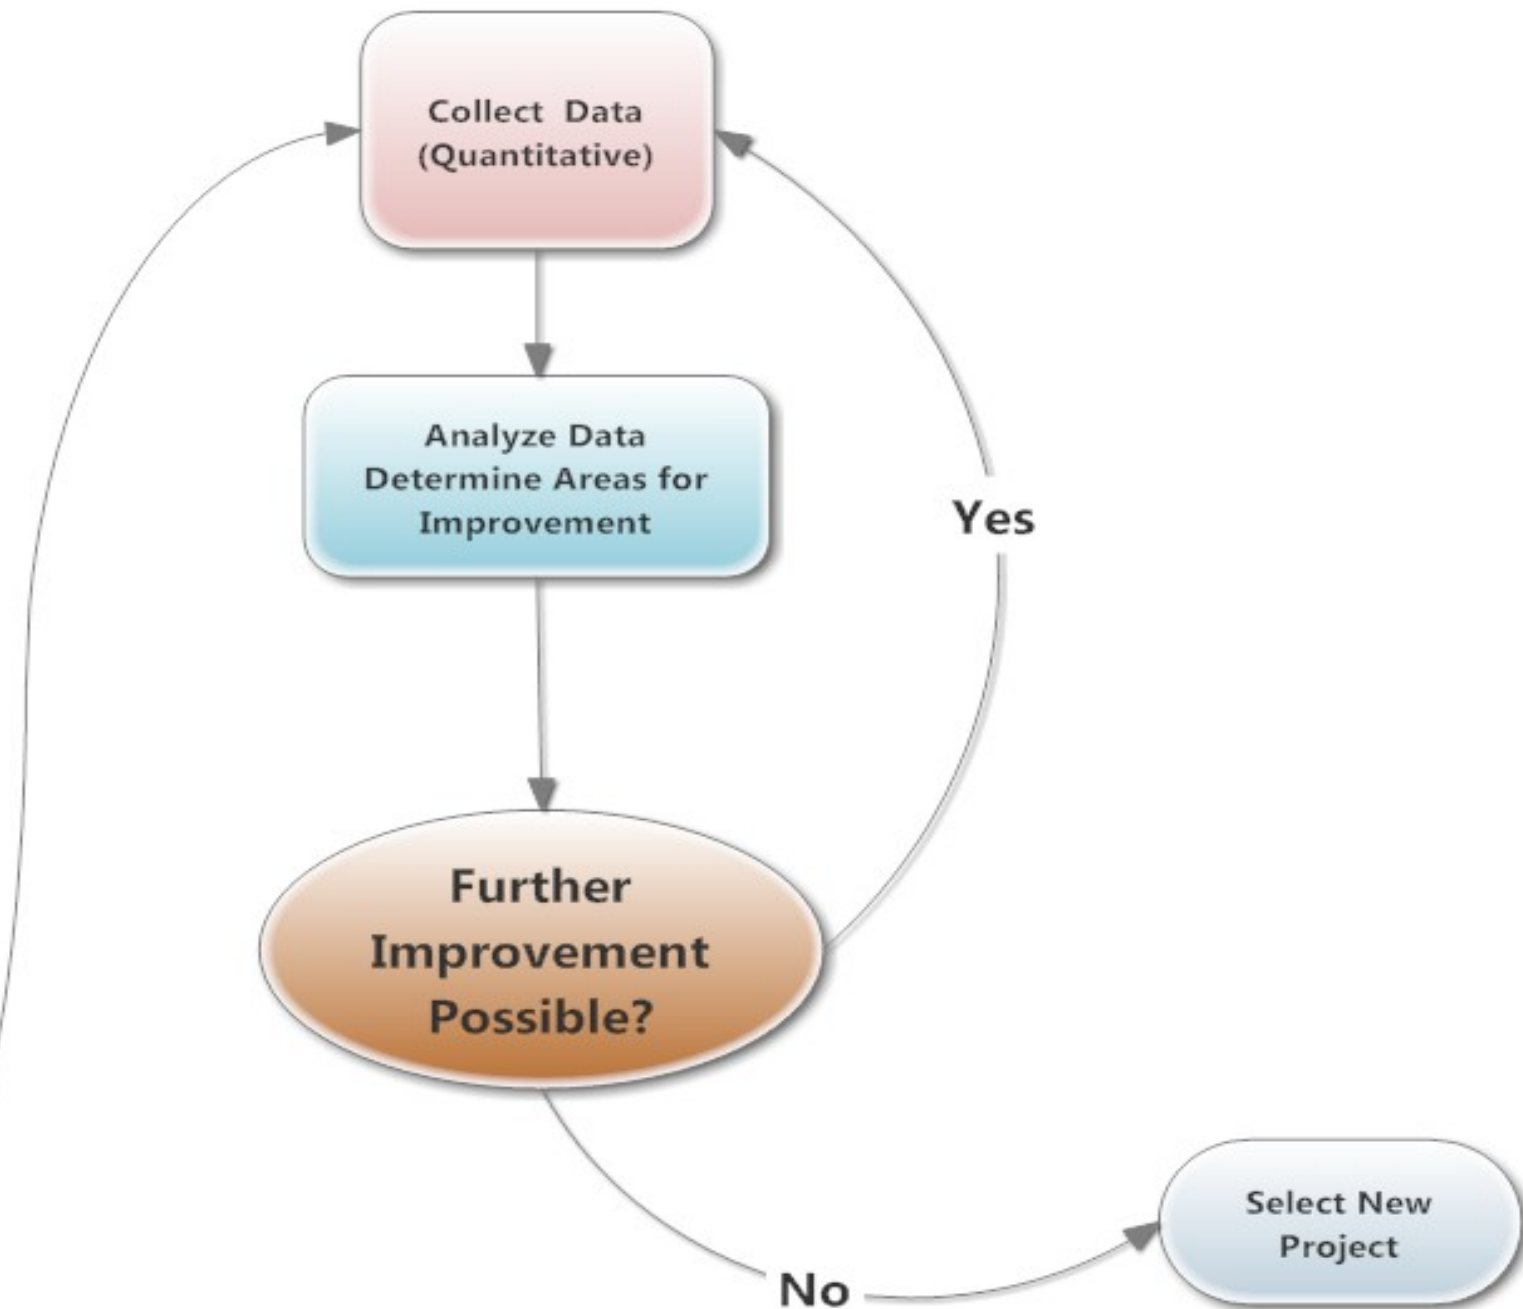 Collect Data
(Quantitative)
Analyze Data
Determine Areas for
Improvement
Yes
Further
Improvement
Possible?
Select New
Project
No